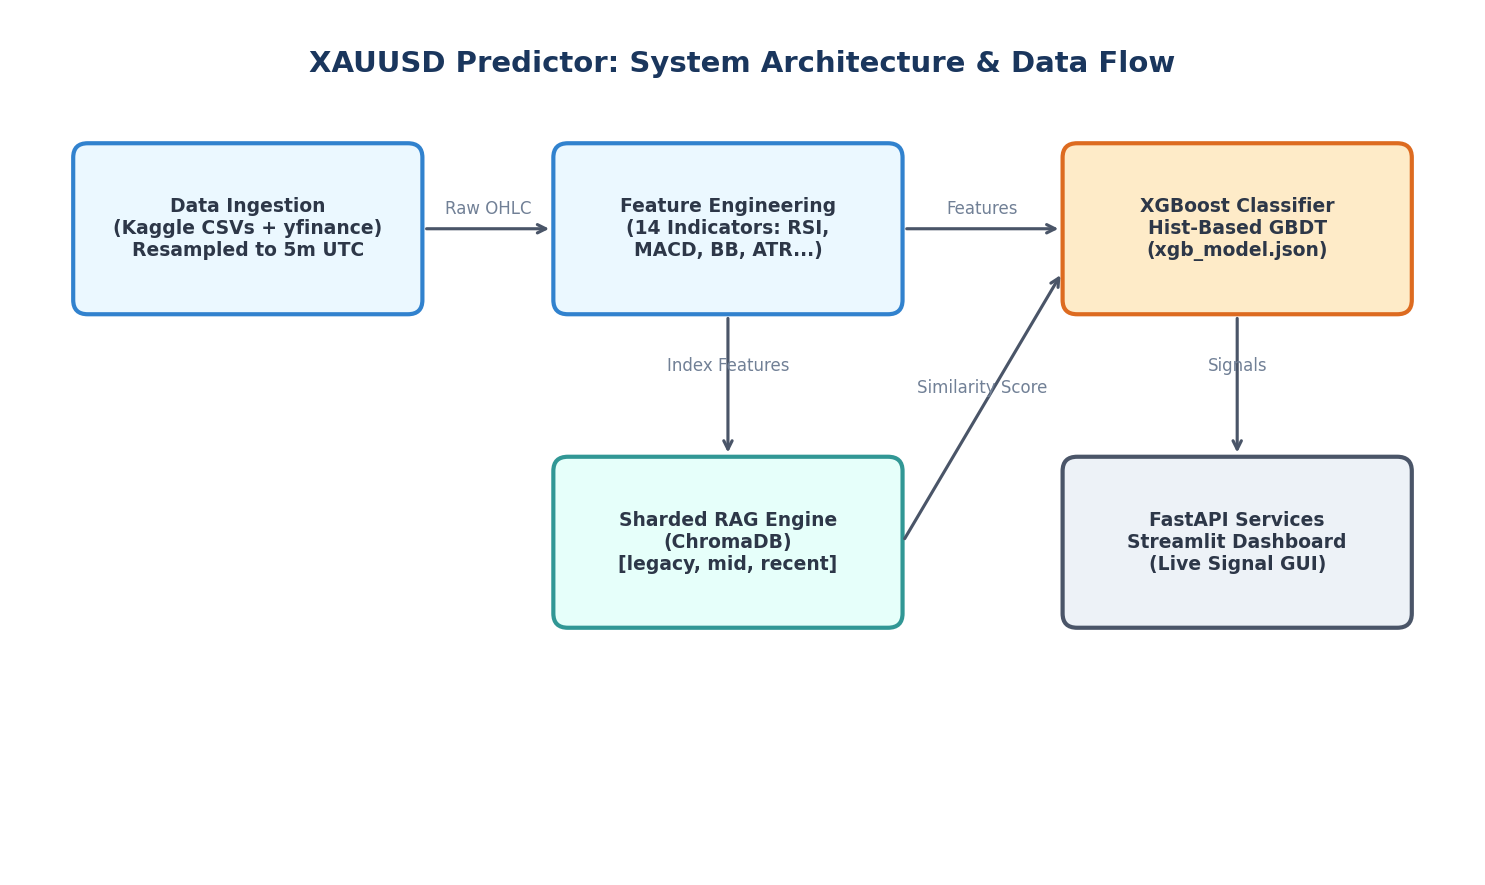 XAUUSD Predictor: System Architecture & Data Flow
Data Ingestion
(Kaggle CSVs + yfinance)
Resampled to 5m UTC
Raw OHLC
Feature Engineering
(14 Indicators: RSI,
MACD, BB, ATR...)
Features
XGBoost Classifier
Hist-Based GBDT
(xgb_model.json)
Index Features
Similarity Score
Signals
Sharded RAG Engine
(ChromaDB)
[legacy, mid, recent]
FastAPI Services
Streamlit Dashboard
(Live Signal GUI)